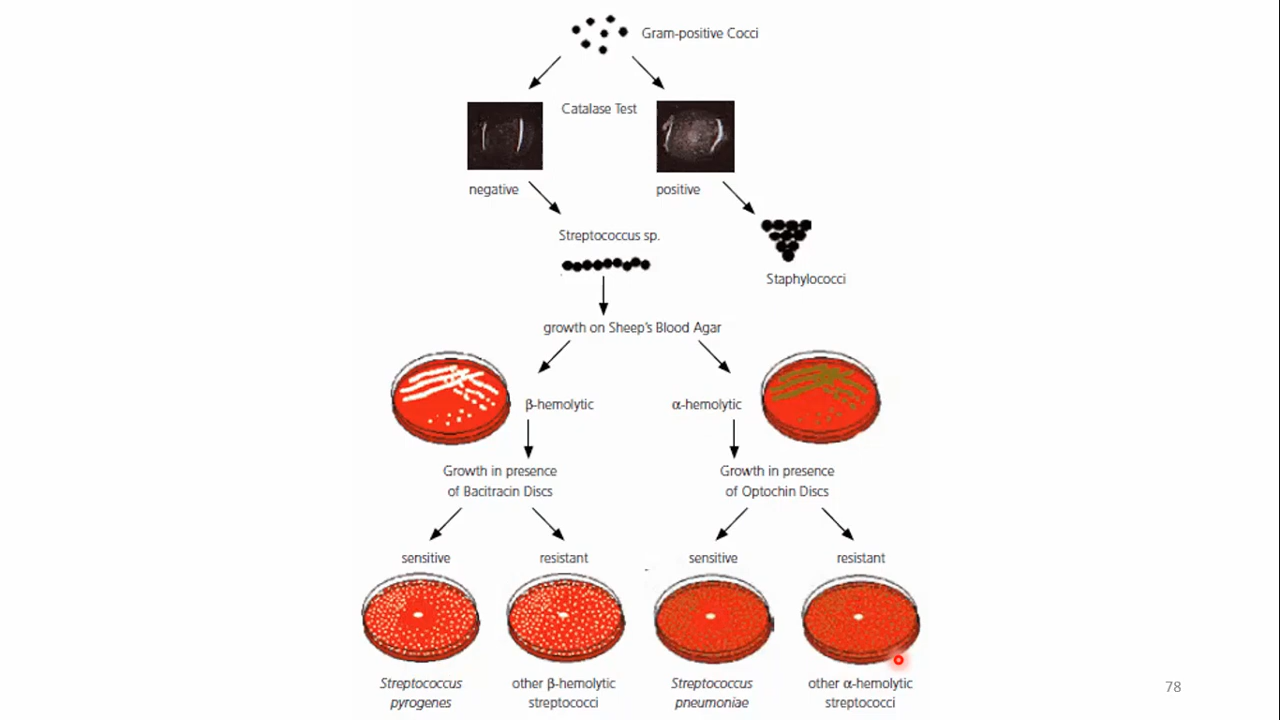 Gram-positive Cocci
Catalase Test
negative
positive
Streptococcus sp.
Staphylococci
growth on Sheep's Blood Agar
β-hemolytic
α-hemolytic
Growth in presence
of Bacitracin Discs
Growth in presence
of Optochin Discs
sensitive
resistant
sensitive
resistant
Streptococcus
pyrogenes
other β-hemolytic
streptococci
Streptococcus
pneumoniae
other α-hemolytic
streptococci
78